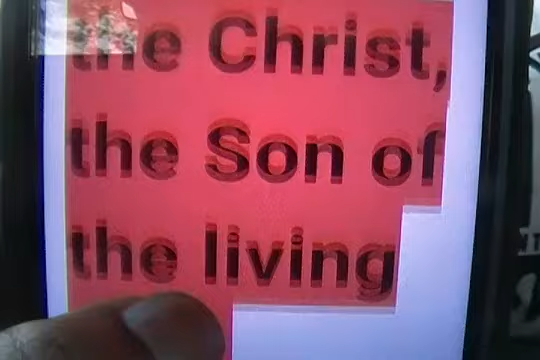 the Christ,
the Son of
the living